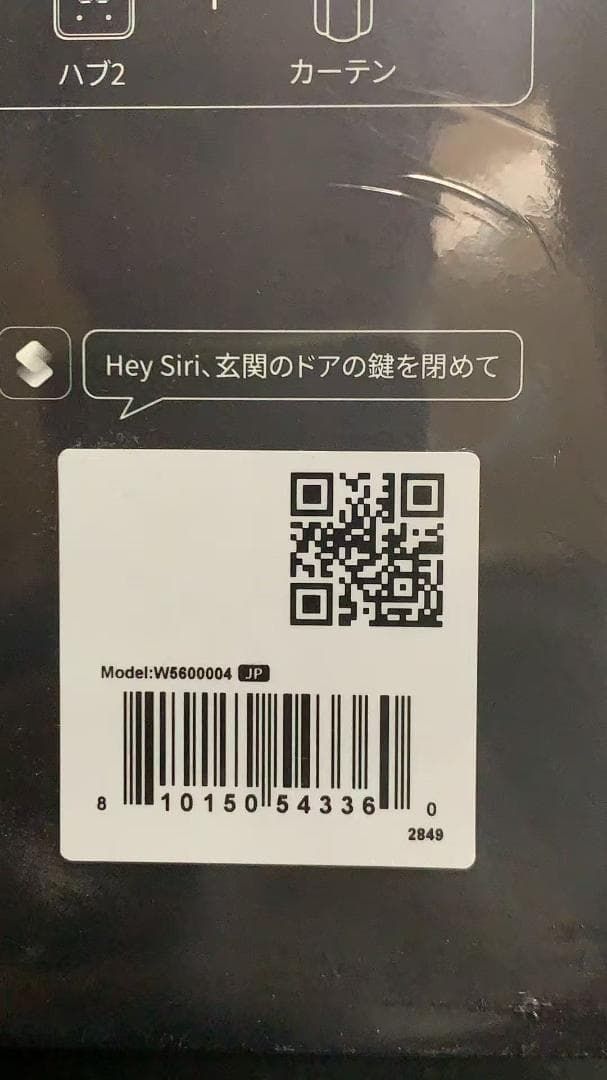 ハブ2
カーテン
Hey Siri、玄関のドアの鍵を閉めて
Model:W5600004 JP
8 10150 54336 0
2849